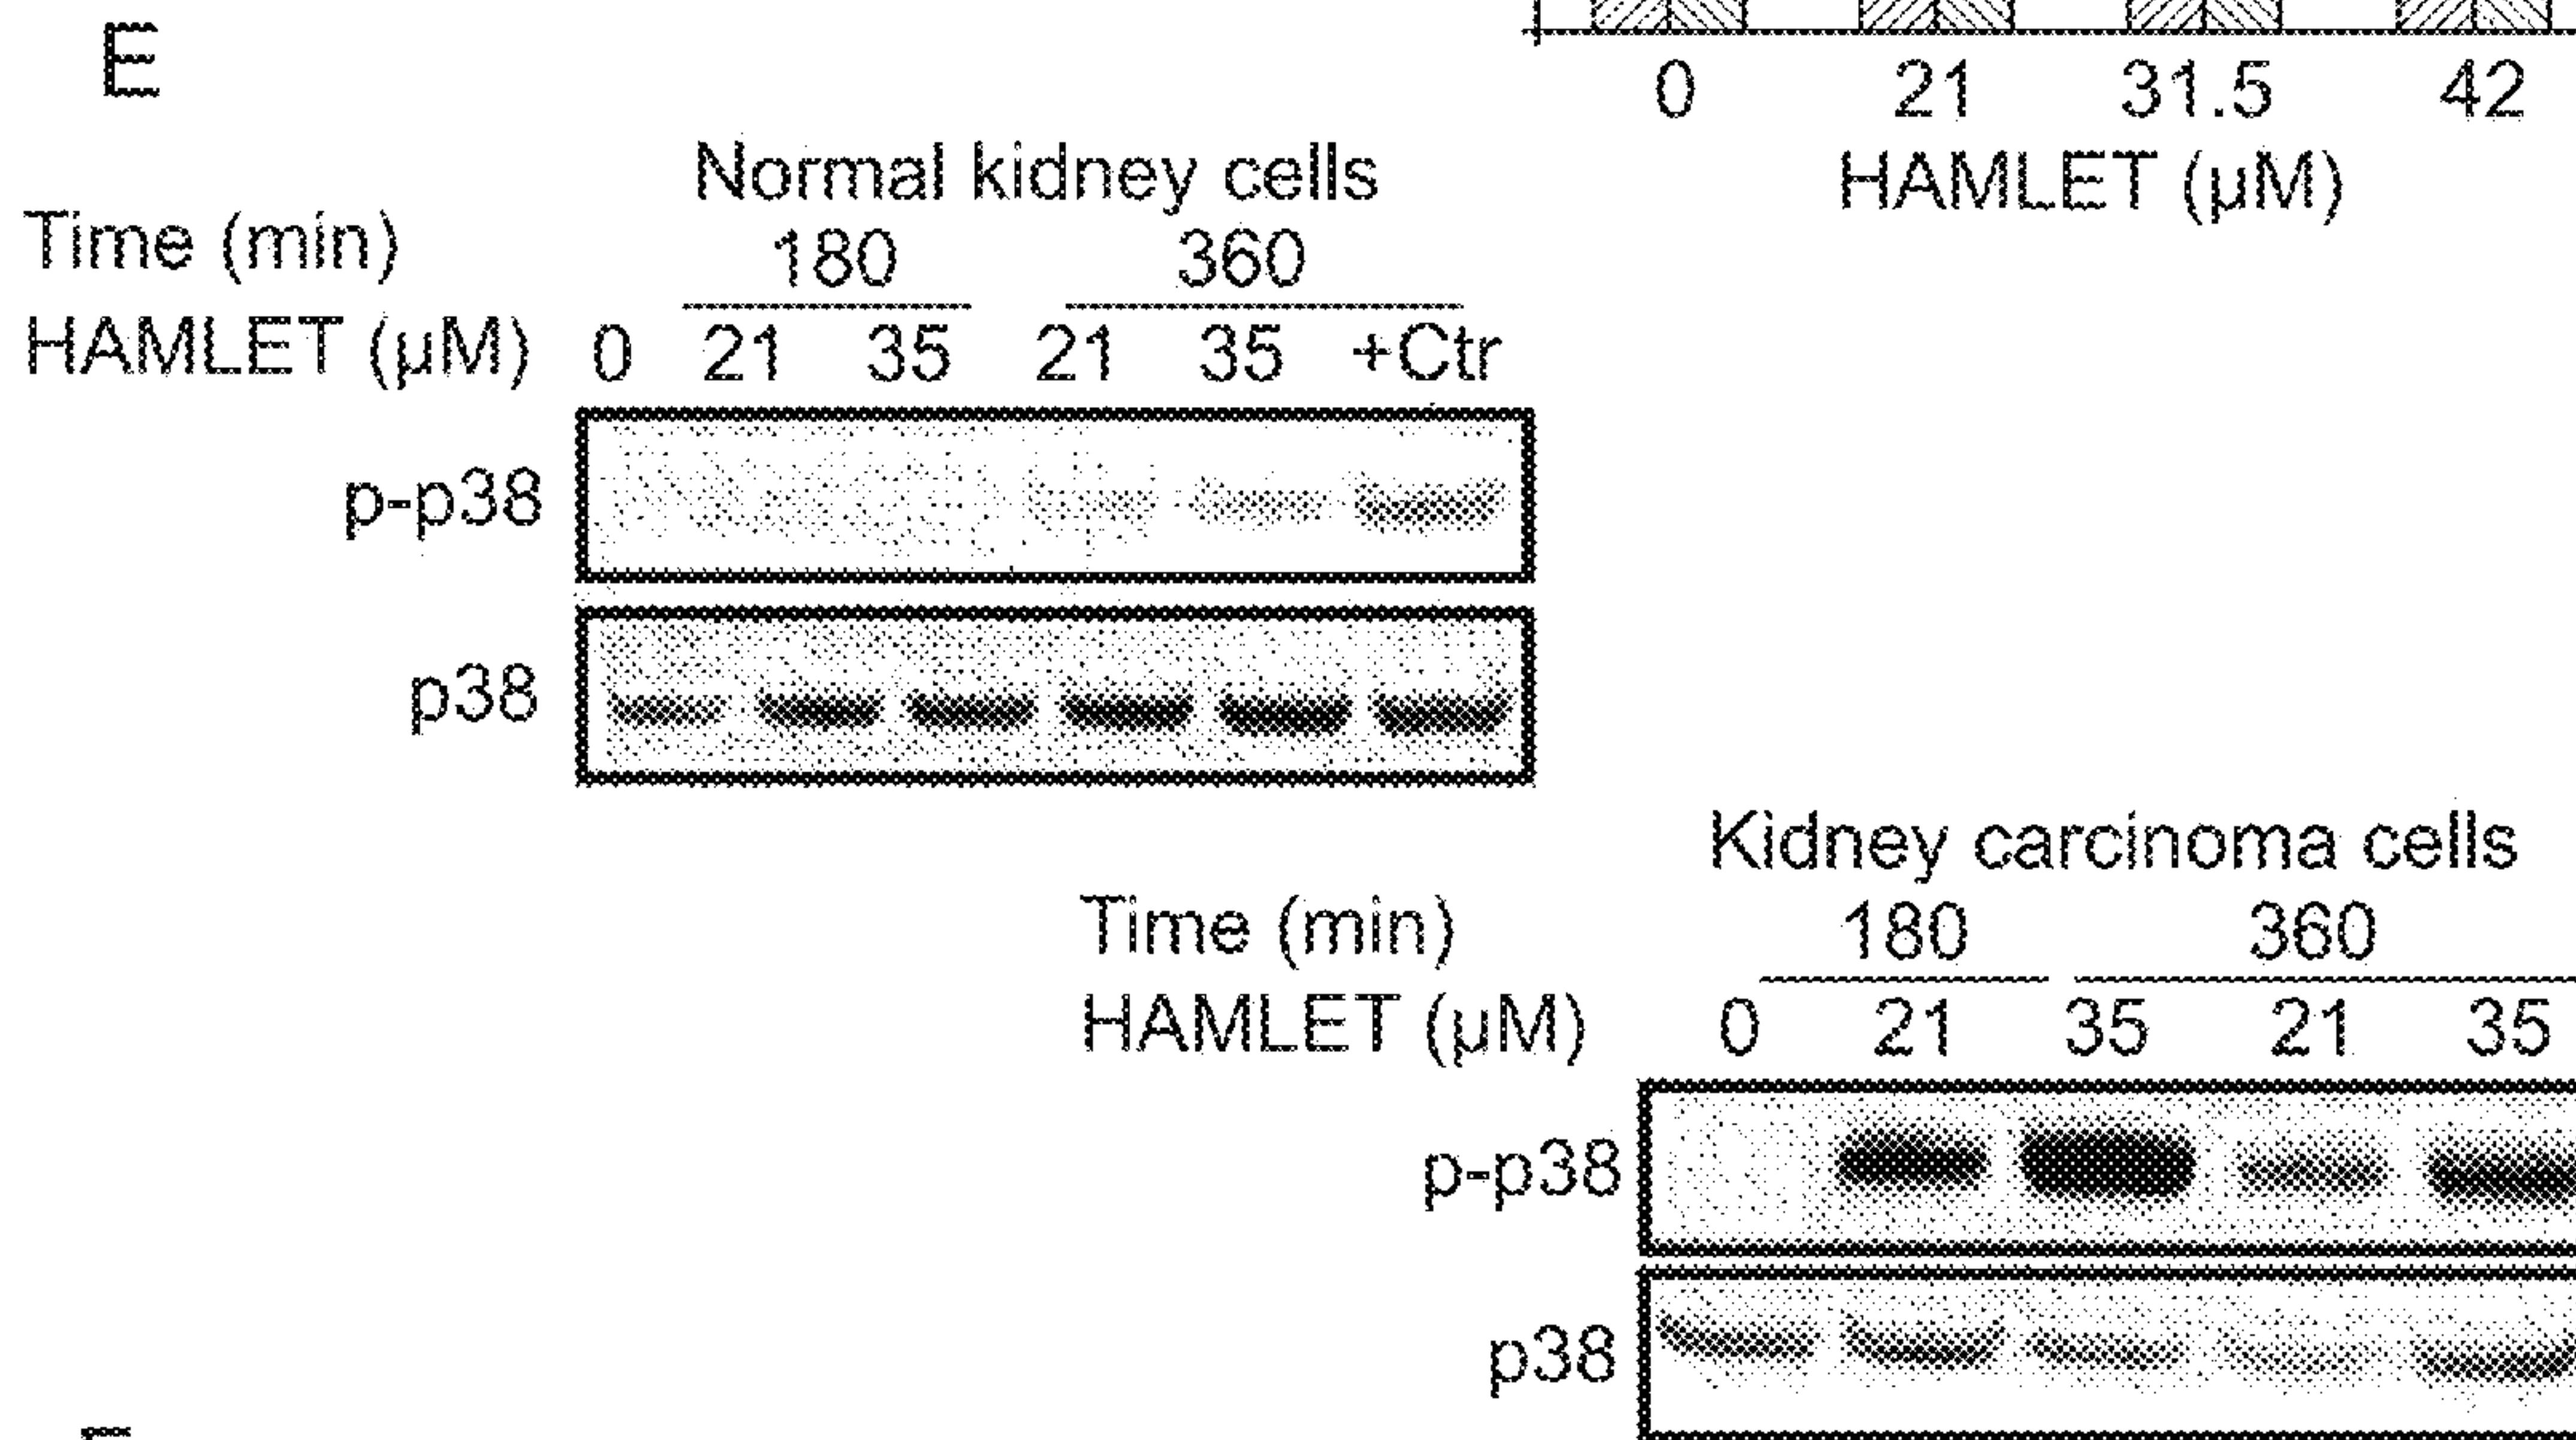 E
0 21 31.5 42
HAMLET (µM)
Normal kidney cells
Time (min) 180 360
HAMLET (µM) 0 21 35 21 35 +Ctr
p-p38
p38
Kidney carcinoma cells
Time (min) 180 360
HAMLET (µM) 0 21 35 21 35
p-p38
p38